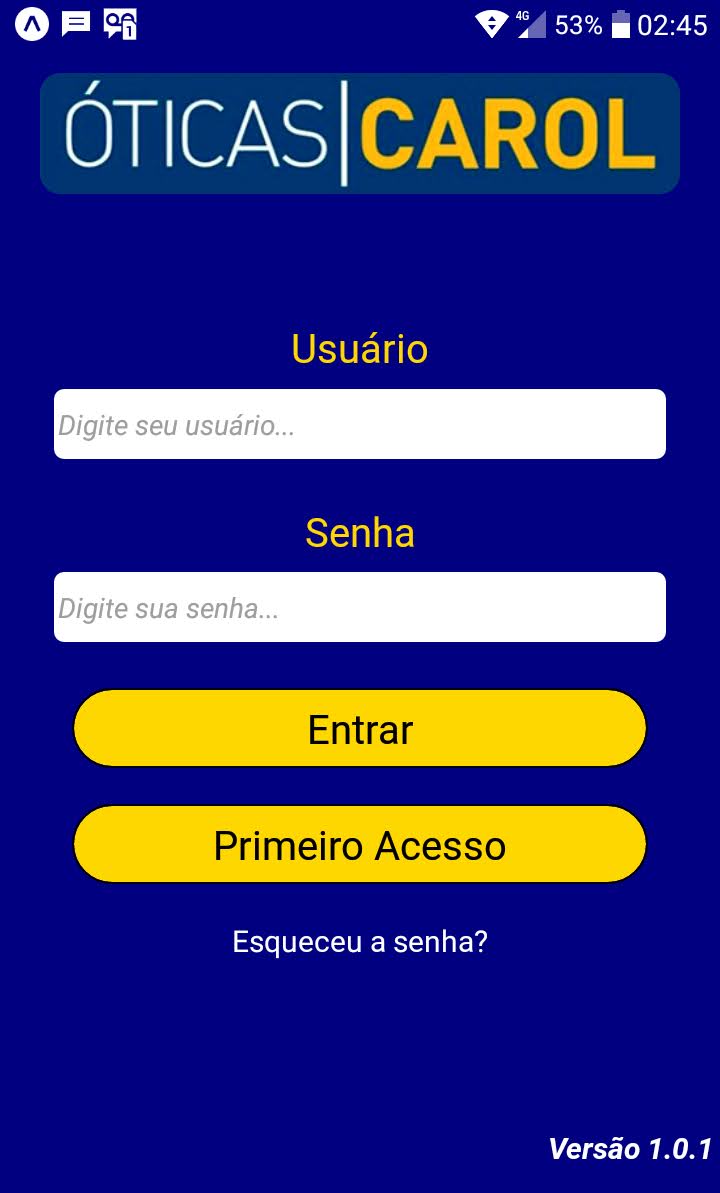 4G 53% 02:45
ÓTICAS|CAROL
Usuário
Digite seu usuário...
Senha
Digite sua senha...
Entrar
Primeiro Acesso
Esqueceu a senha?
Versão 1.0.1